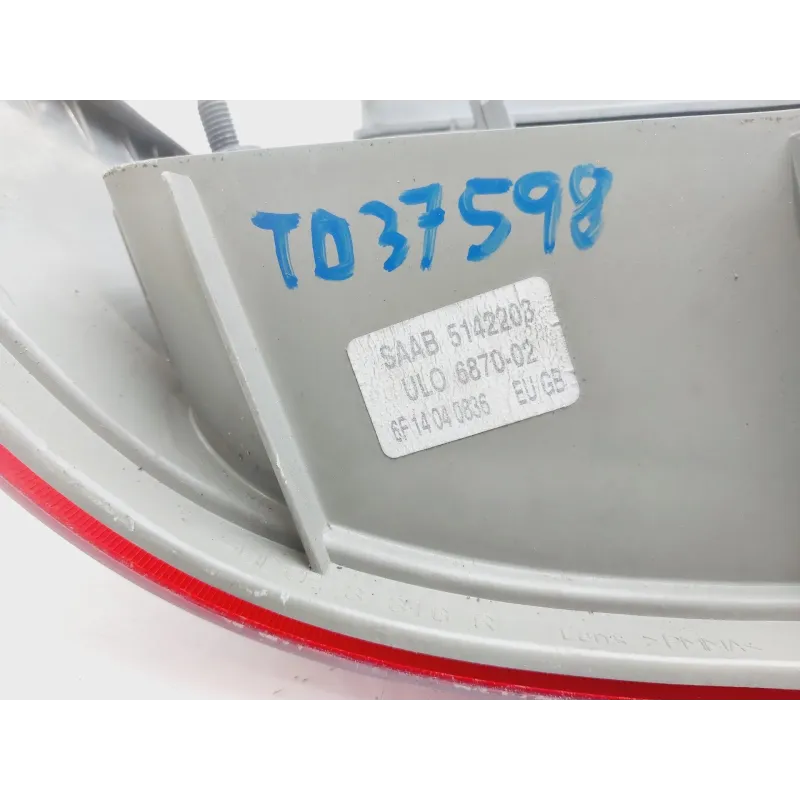 TD37598
SAAB 5142203
ULO 6870-02
6F 14 04 0836 EU/GB